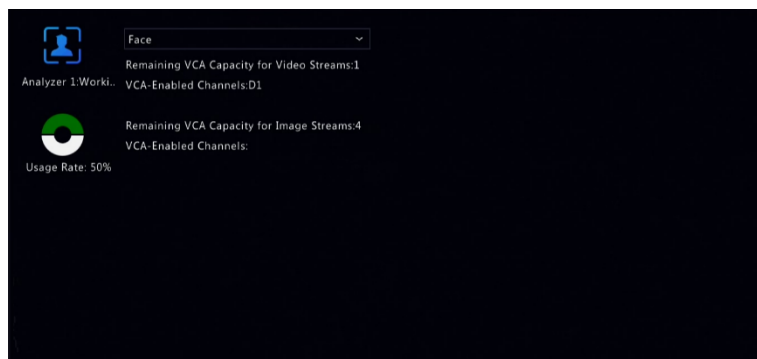 Face
Remaining VCA Capacity for Video Streams:1
Analyzer 1:Worki..
VCA-Enabled Channels:D1
Remaining VCA Capacity for Image Streams:4
VCA-Enabled Channels:
Usage Rate: 50%